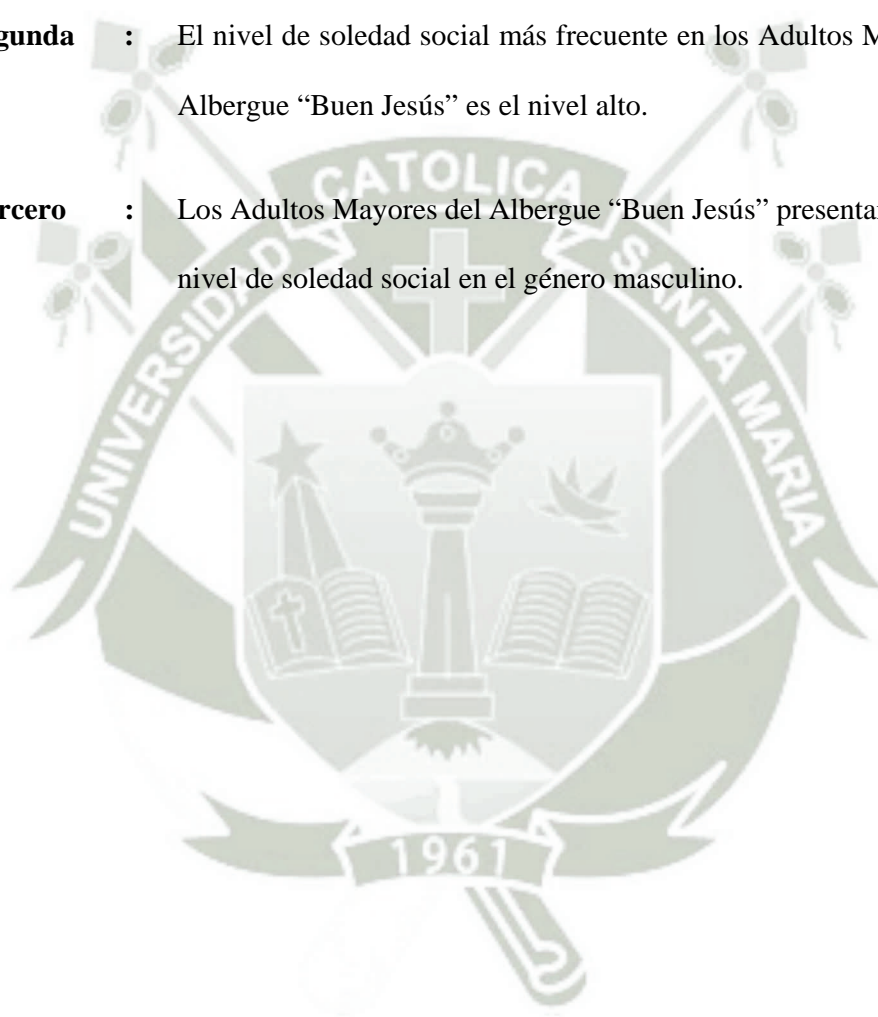 gunda : El nivel de soledad social más frecuente en los Adultos M
Albergue “Buen Jesús” es el nivel alto.
rcero : Los Adultos Mayores del Albergue “Buen Jesús” presenta
nivel de soledad social en el género masculino.
UNIVERSIDAD CATOLICA SANTA MARIA
1961